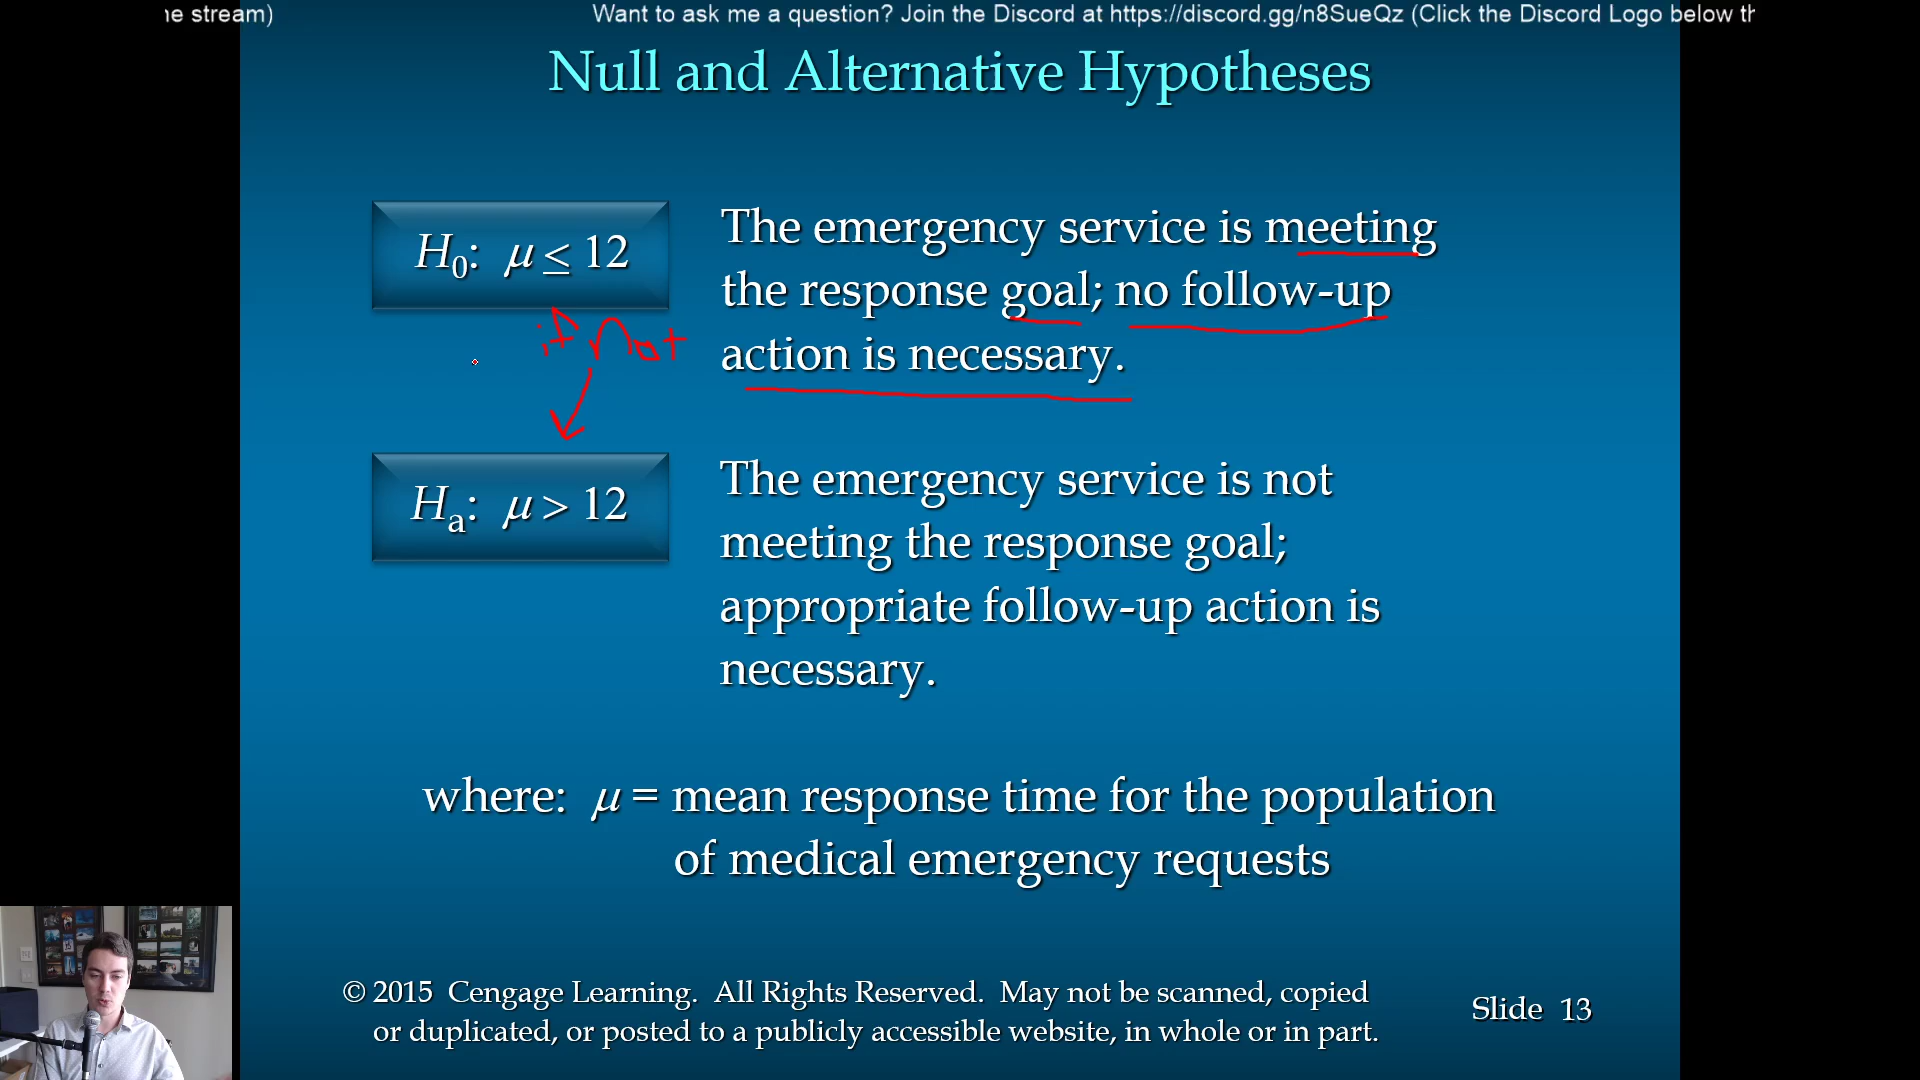 he stream) Want to ask me a question? Join the Discord at https://discord.gg/n8SueQz (Click the Discord Logo below th
Null and Alternative Hypotheses
H0: μ ≤ 12
The emergency service is meeting
the response goal; no follow-up
action is necessary.
if not
Ha: μ > 12
The emergency service is not
meeting the response goal;
appropriate follow-up action is
necessary.
where: μ = mean response time for the population
of medical emergency requests
© 2015 Cengage Learning. All Rights Reserved. May not be scanned, copied
or duplicated, or posted to a publicly accessible website, in whole or in part.
Slide 13